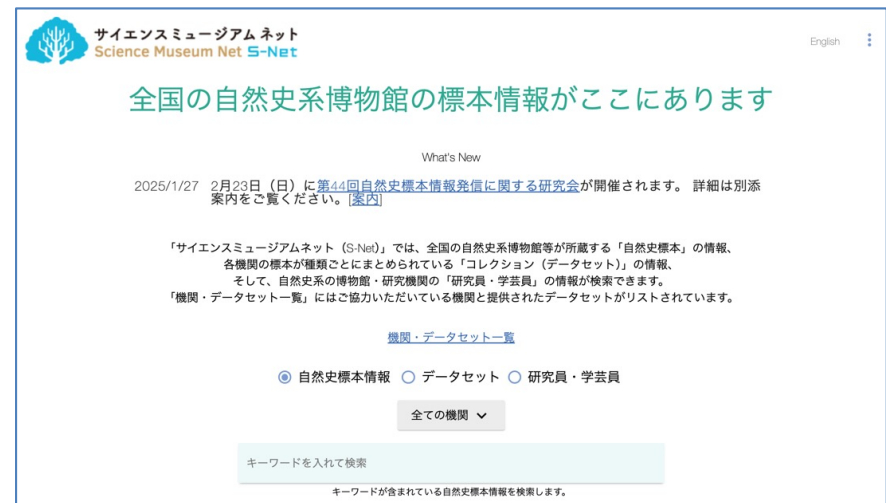 サイエンスミュージアムネット
Science Museum Net S-Net
English
全国の自然史系博物館の標本情報がここにあります
What's New
2025/1/27 2月23日（日）に第44回自然史標本情報発信に関する研究会が開催されます。 詳細は別添
案内をご覧ください。[案内]
「サイエンスミュージアムネット（S-Net）」では、全国の自然史系博物館等が所蔵する「自然史標本」の情報、
各機関の標本が種類ごとにまとめられている「コレクション（データセット）」の情報、
そして、自然史系の博物館・研究機関の「研究員・学芸員」の情報が検索できます。
「機関・データセット一覧」にはご協力いただいている機関と提供されたデータセットがリストされています。
機関・データセット一覧
自然史標本情報 データセット 研究員・学芸員
全ての機関
キーワードを入れて検索
キーワードが含まれている自然史標本情報を検索します。